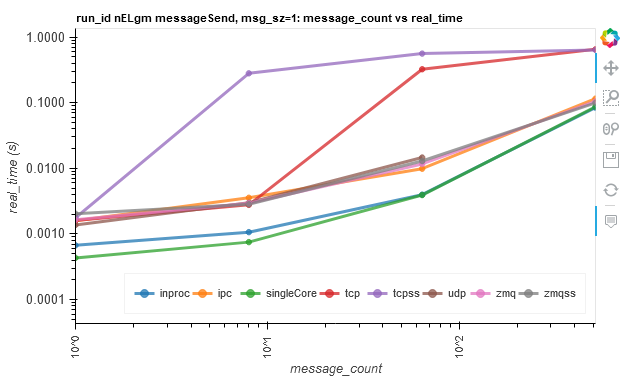 run_id nELgm messageSend, msg_sz=1: message_count vs real_time
1.0000
0.1000
0.0100
0.0010
0.0001
real_time (s)
inproc ipc singleCore tcp tcpss udp zmq zmqss
10^0 10^1 10^2
message_count